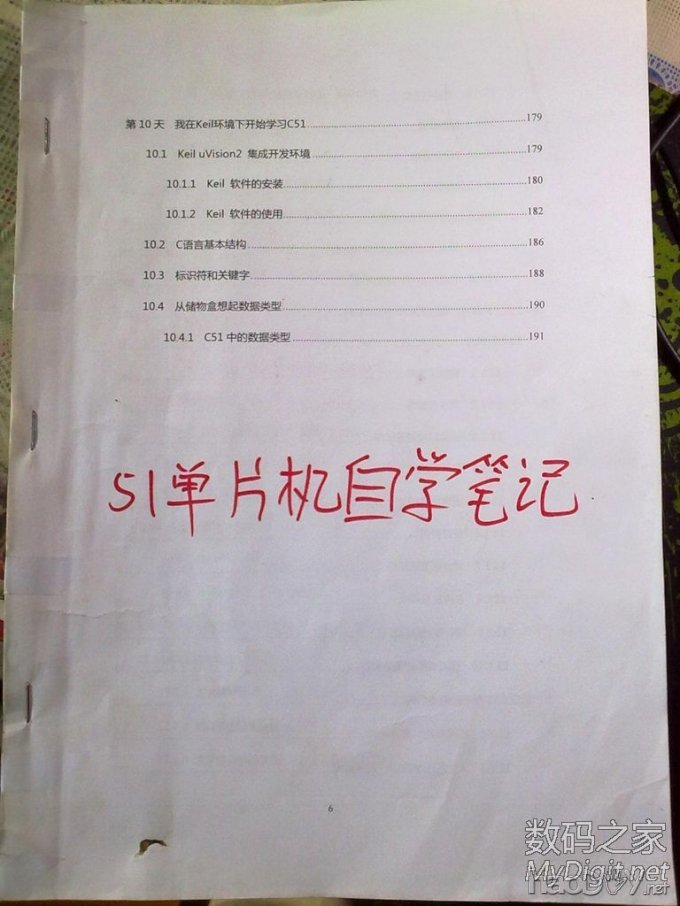 第 10 天 我在Keil环境下开始学习C51 179
10.1 Keil uVision2 集成开发环境 179
10.1.1 Keil 软件的安装 180
10.1.2 Keil 软件的使用 182
10.2 C语言基本结构 186
10.3 标识符和关键字 188
10.4 从储物盒想起数据类型 190
10.4.1 C51 中的数据类型 191
51单片机自学笔记
6
数码之家
MyDigit.net